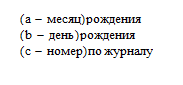 (a – месяц)рождения
(b – день)рождения
(c – номер)по журналу